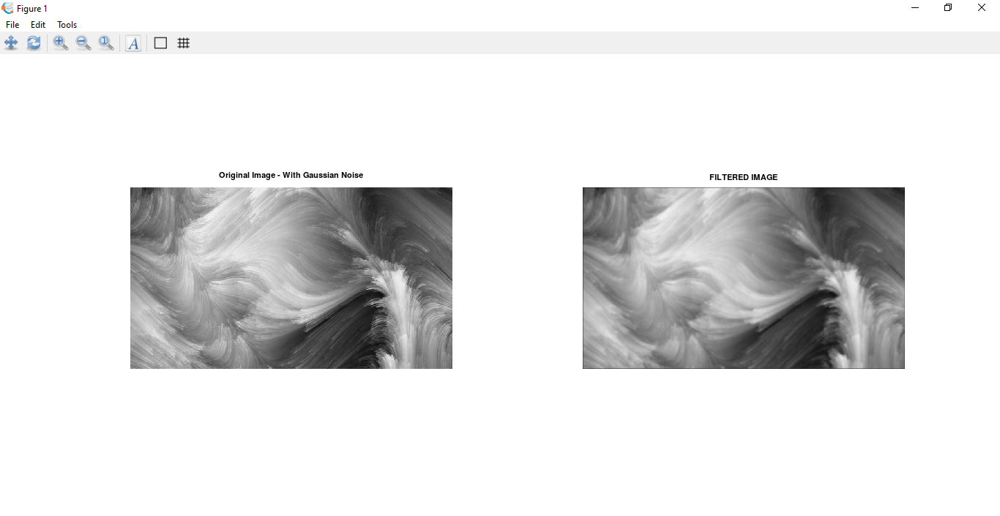 Figure 1
File Edit Tools
A
Original Image - With Gaussian Noise
FILTERED IMAGE